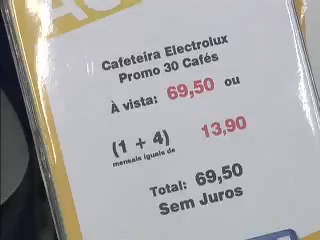 Cafeteira Electrolux
Promo 30 Cafés
À vista: 69,50 ou
(1 + 4) 13,90
mensais iguais de
Total: 69,50
Sem Juros